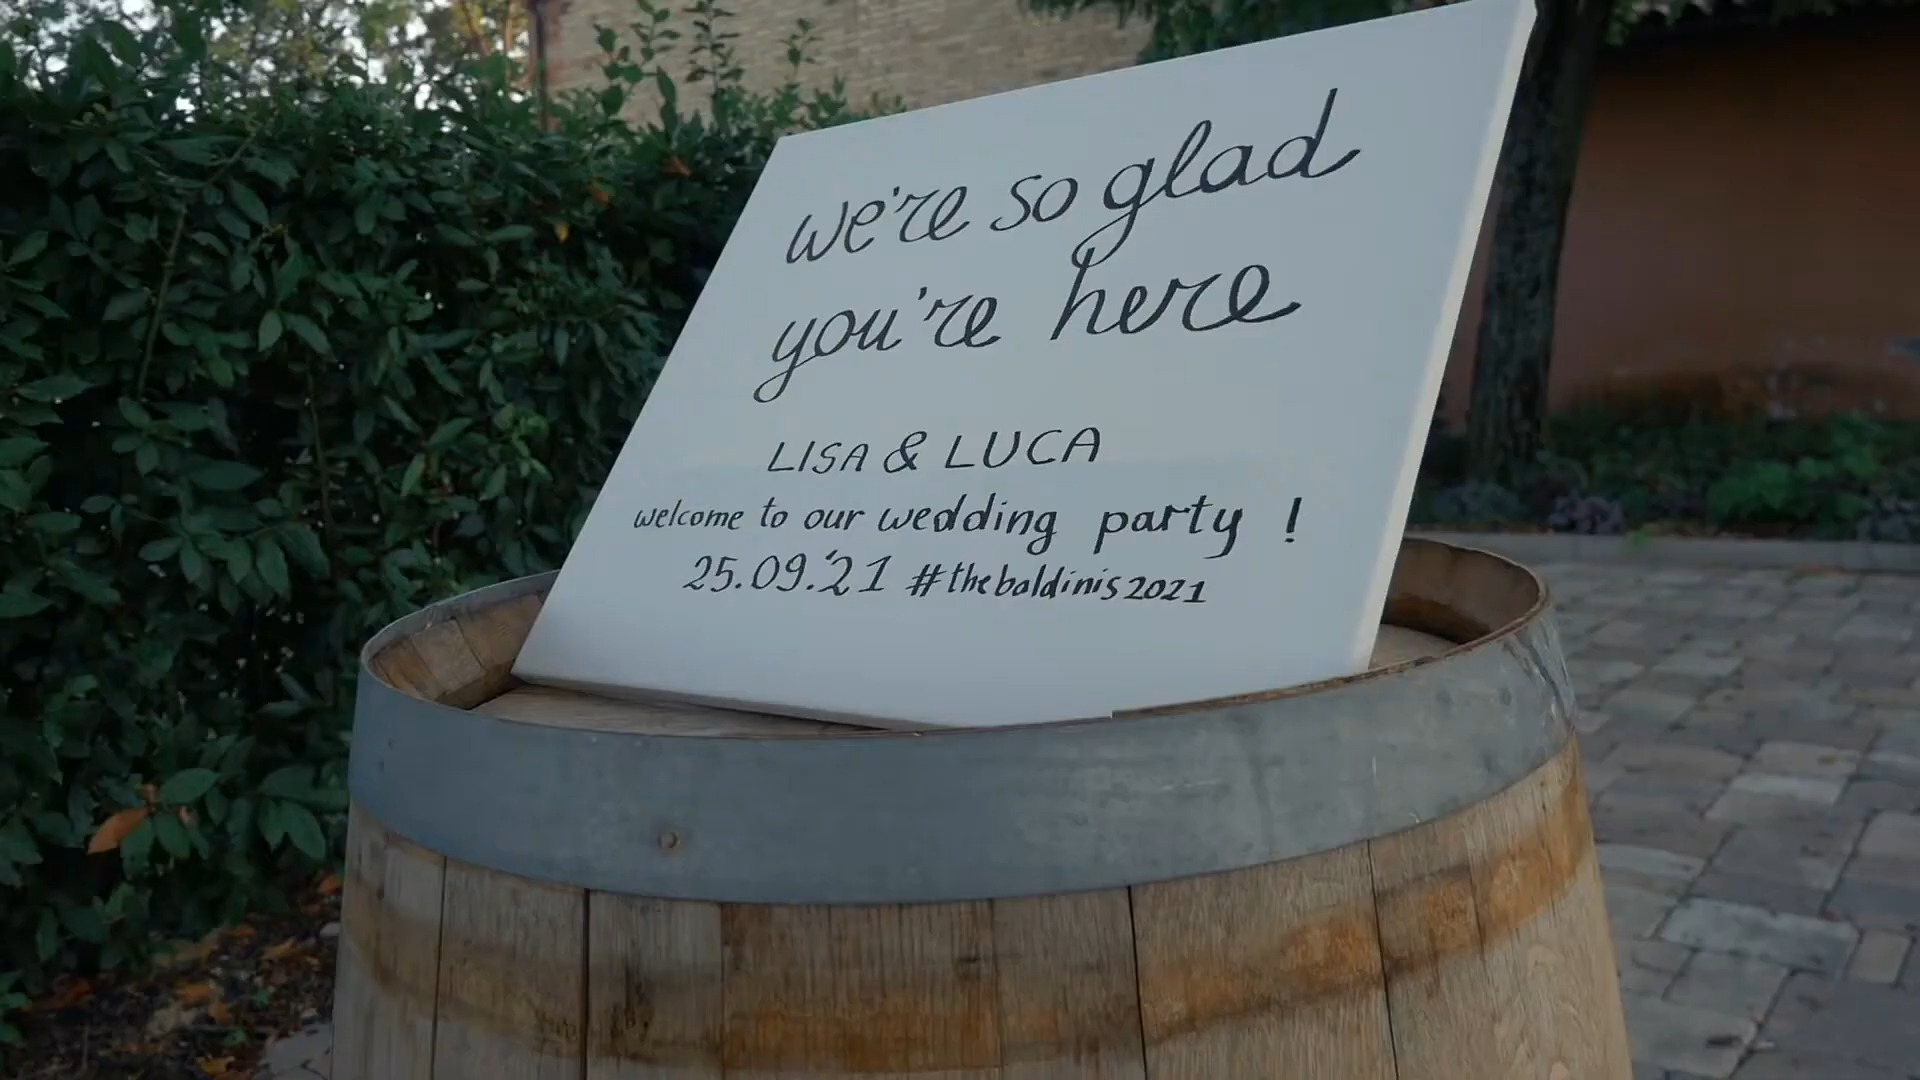 we're so glad
you're here
LISA & LUCA
welcome to our wedding party !
25.09.'21 #thebaldinis2021